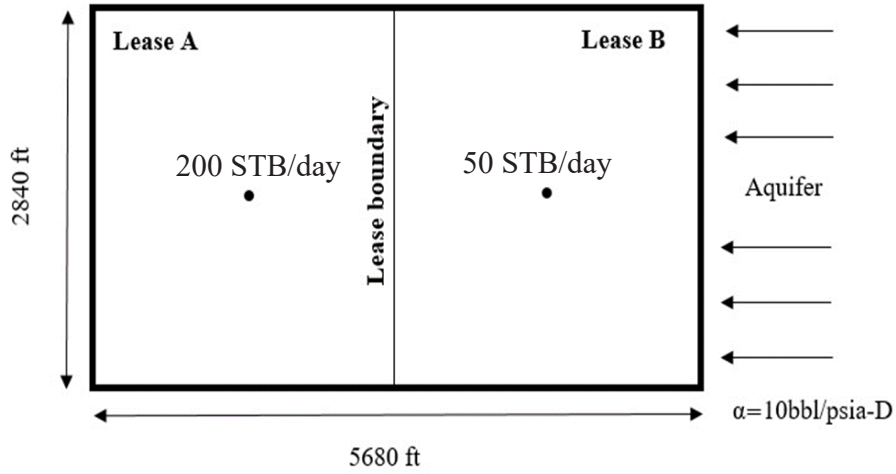 Lease A
Lease B
200 STB/day
50 STB/day
Lease boundary
2840 ft
Aquifer
α=10bbl/psia-D
5680 ft